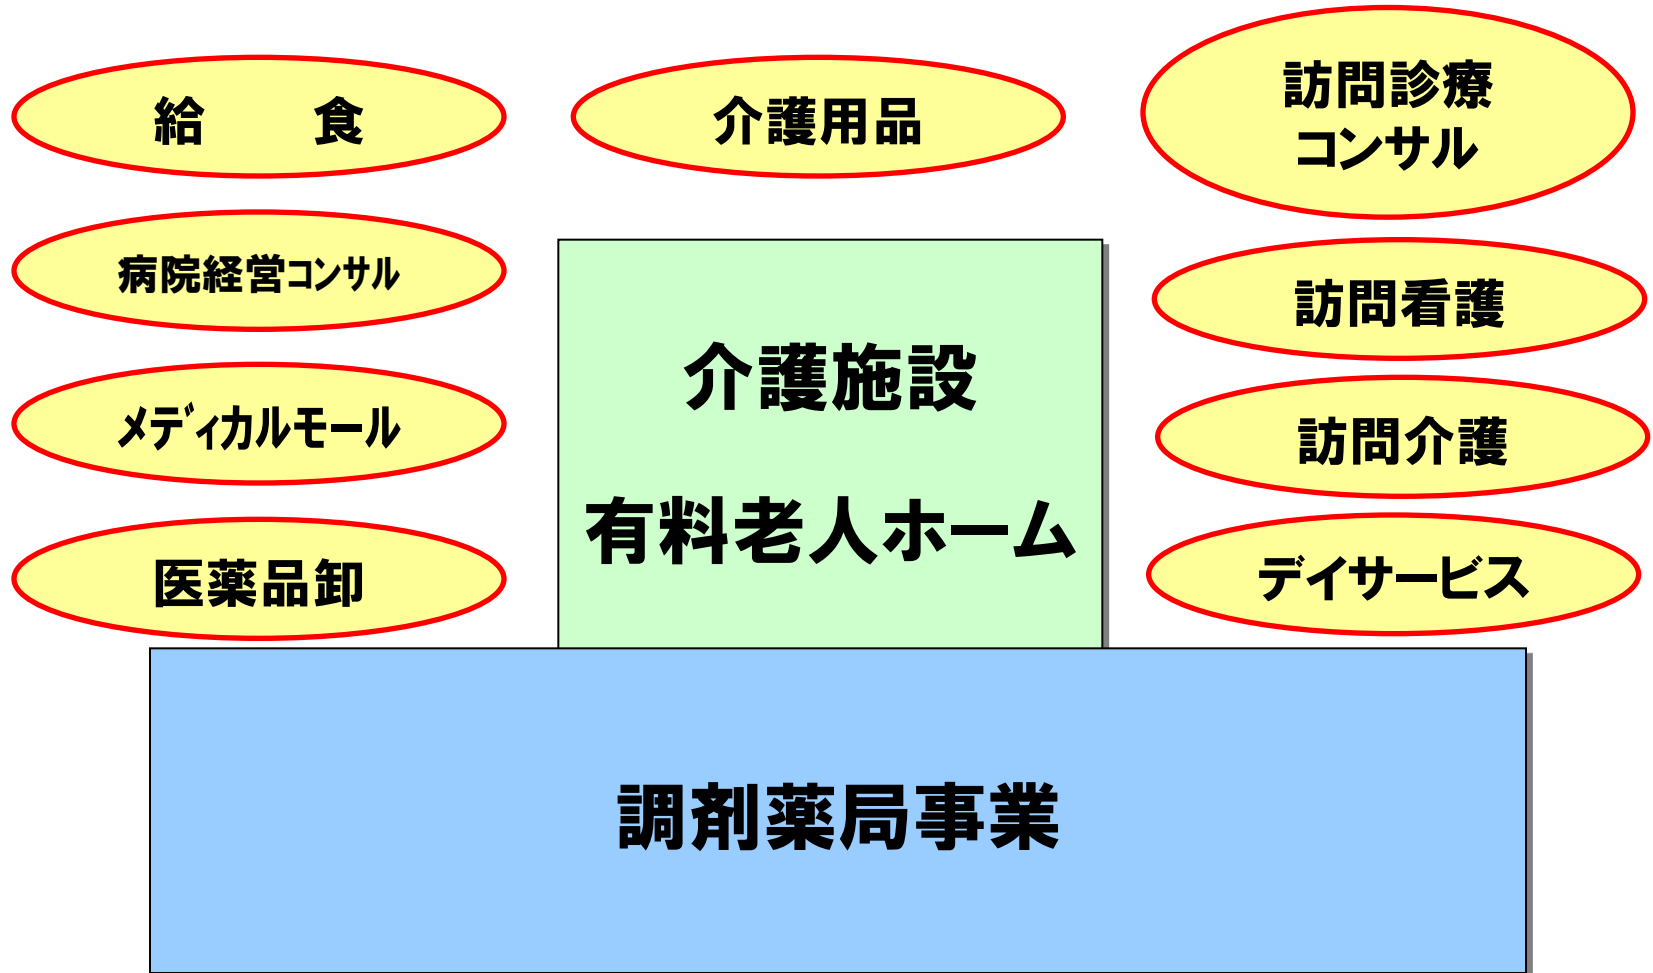 給　　食
介護用品
訪問診療
コンサル
病院経営コンサル
訪問看護
メディカルモール
訪問介護
医薬品卸
デイサービス
介護施設
有料老人ホーム
調剤薬局事業